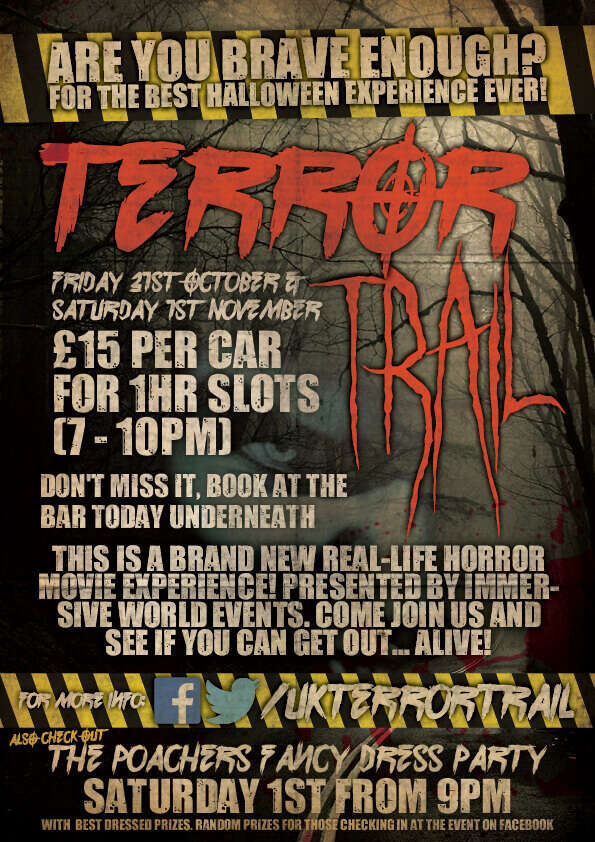 ARE YOU BRAVE ENOUGH?
FOR THE BEST HALLOWEEN EXPERIENCE EVER!
TERROR
TRAIL
FRIDAY 31ST OCTOBER &
SATURDAY 1ST NOVEMBER
£15 PER CAR
FOR 1HR SLOTS
(7 - 10PM)
DON'T MISS IT, BOOK AT THE
BAR TODAY UNDERNEATH
THIS IS A BRAND NEW REAL-LIFE HORROR
MOVIE EXPERIENCE! PRESENTED BY IMMER-
SIVE WORLD EVENTS. COME JOIN US AND
SEE IF YOU CAN GET OUT... ALIVE!
FOR MORE INFO: f /UKTERRORTRAIL
ALSO CHECK OUT
THE POACHERS FANCY DRESS PARTY
SATURDAY 1ST FROM 9PM
WITH BEST DRESSED PRIZES. RANDOM PRIZES FOR THOSE CHECKING IN AT THE EVENT ON FACEBOOK